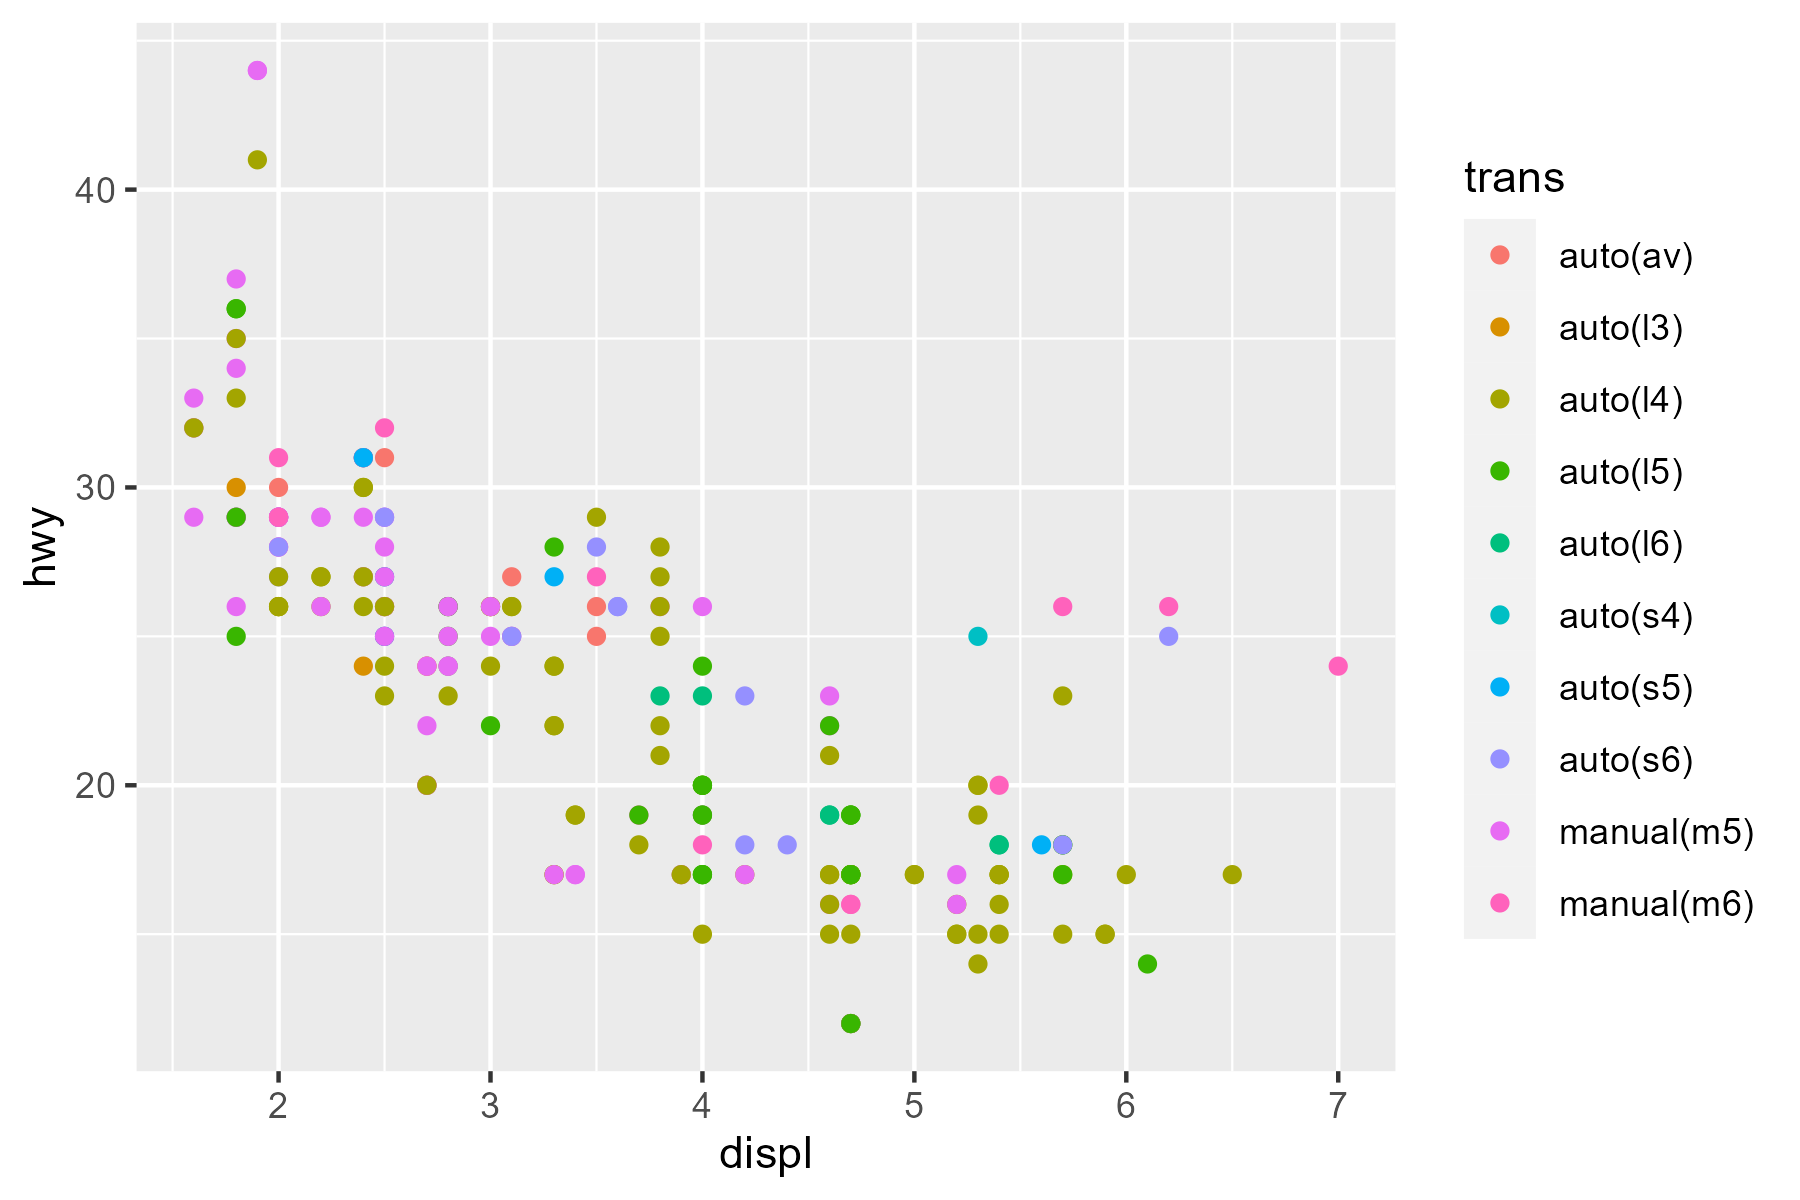 40
30
20
hwy
2 3 4 5 6 7
displ
trans
auto(av)
auto(l3)
auto(l4)
auto(l5)
auto(l6)
auto(s4)
auto(s5)
auto(s6)
manual(m5)
manual(m6)